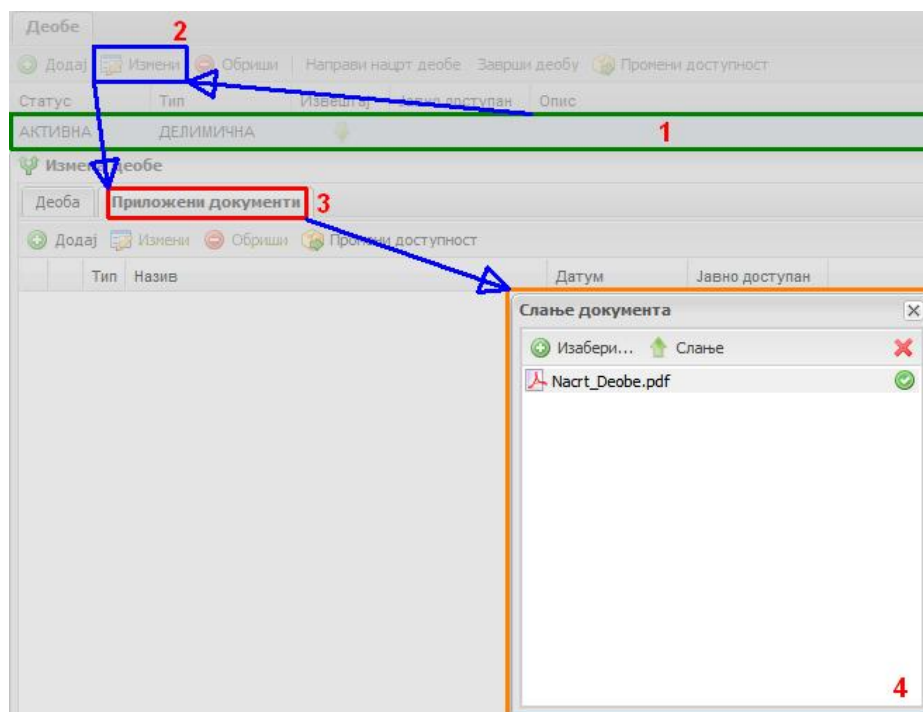 Деобе
2
Додај Измени Обриши Направи нацрт деобе Заврши деобу Промени доступност
Статус Тип Извештај Јавно доступан Опис
АКТИВНА ДЕЛИМИЧНА 1
Измена деобе
Деоба Приложени документи 3
Додај Измени Обриши Промени доступност
Тип Назив Датум Јавно доступан
Слање документа
Изабери... Слање
Nacrt_Deobe.pdf
4